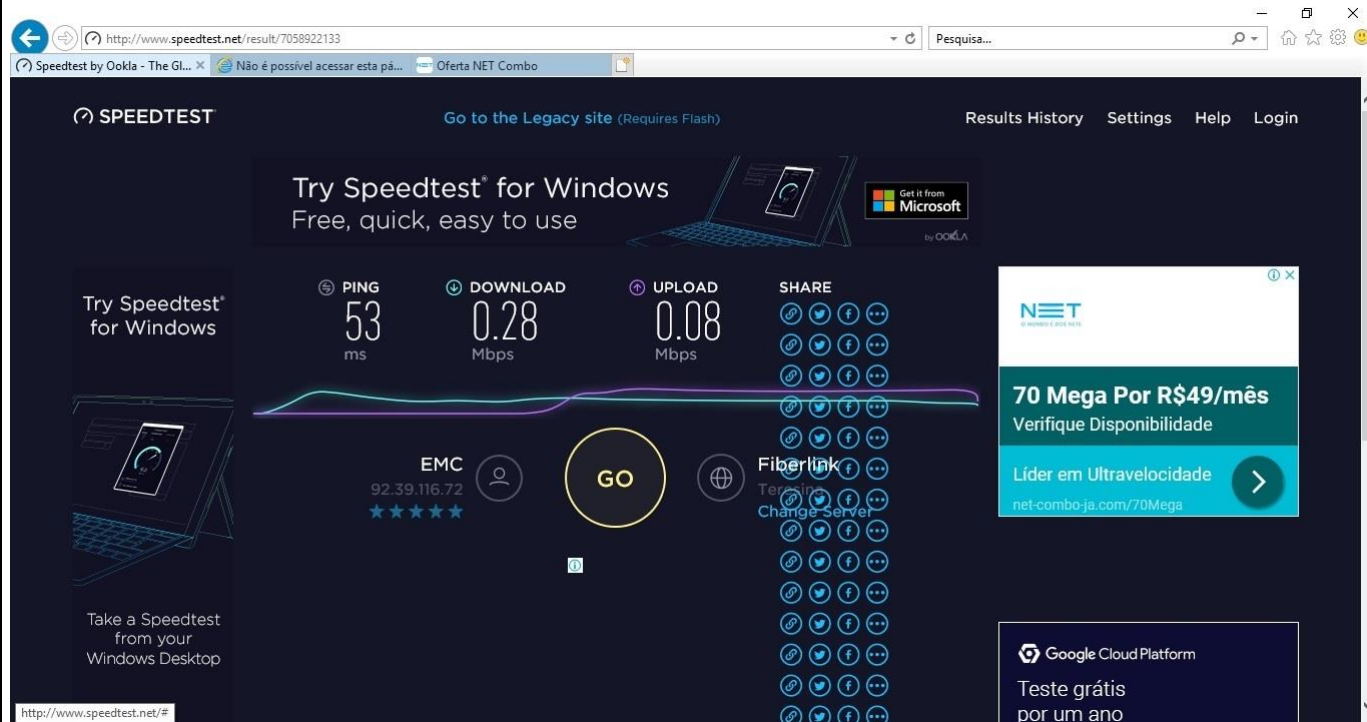 http://www.speedtest.net/result/7058922133
Pesquisa...
Speedtest by Ookla - The Gl...
Não é possível acessar esta pá...
Oferta NET Combo
SPEEDTEST
Go to the Legacy site (Requires Flash)
Results History Settings Help Login
Try Speedtest® for Windows
Free, quick, easy to use
Get it from
Microsoft
by OOKLA
Try Speedtest®
for Windows
Take a Speedtest
from your
Windows Desktop
PING
53
ms
DOWNLOAD
0.28
Mbps
UPLOAD
0.08
Mbps
SHARE
EMC
92.39.116.72
GO
Fiberlink
Teresina
Change Server
NET
O MUNDO É DOS NETS
70 Mega Por R$49/mês
Verifique Disponibilidade
Líder em Ultravelocidade
net-combo-ja.com/70Mega
Google Cloud Platform
Teste grátis
por um ano
http://www.speedtest.net/#